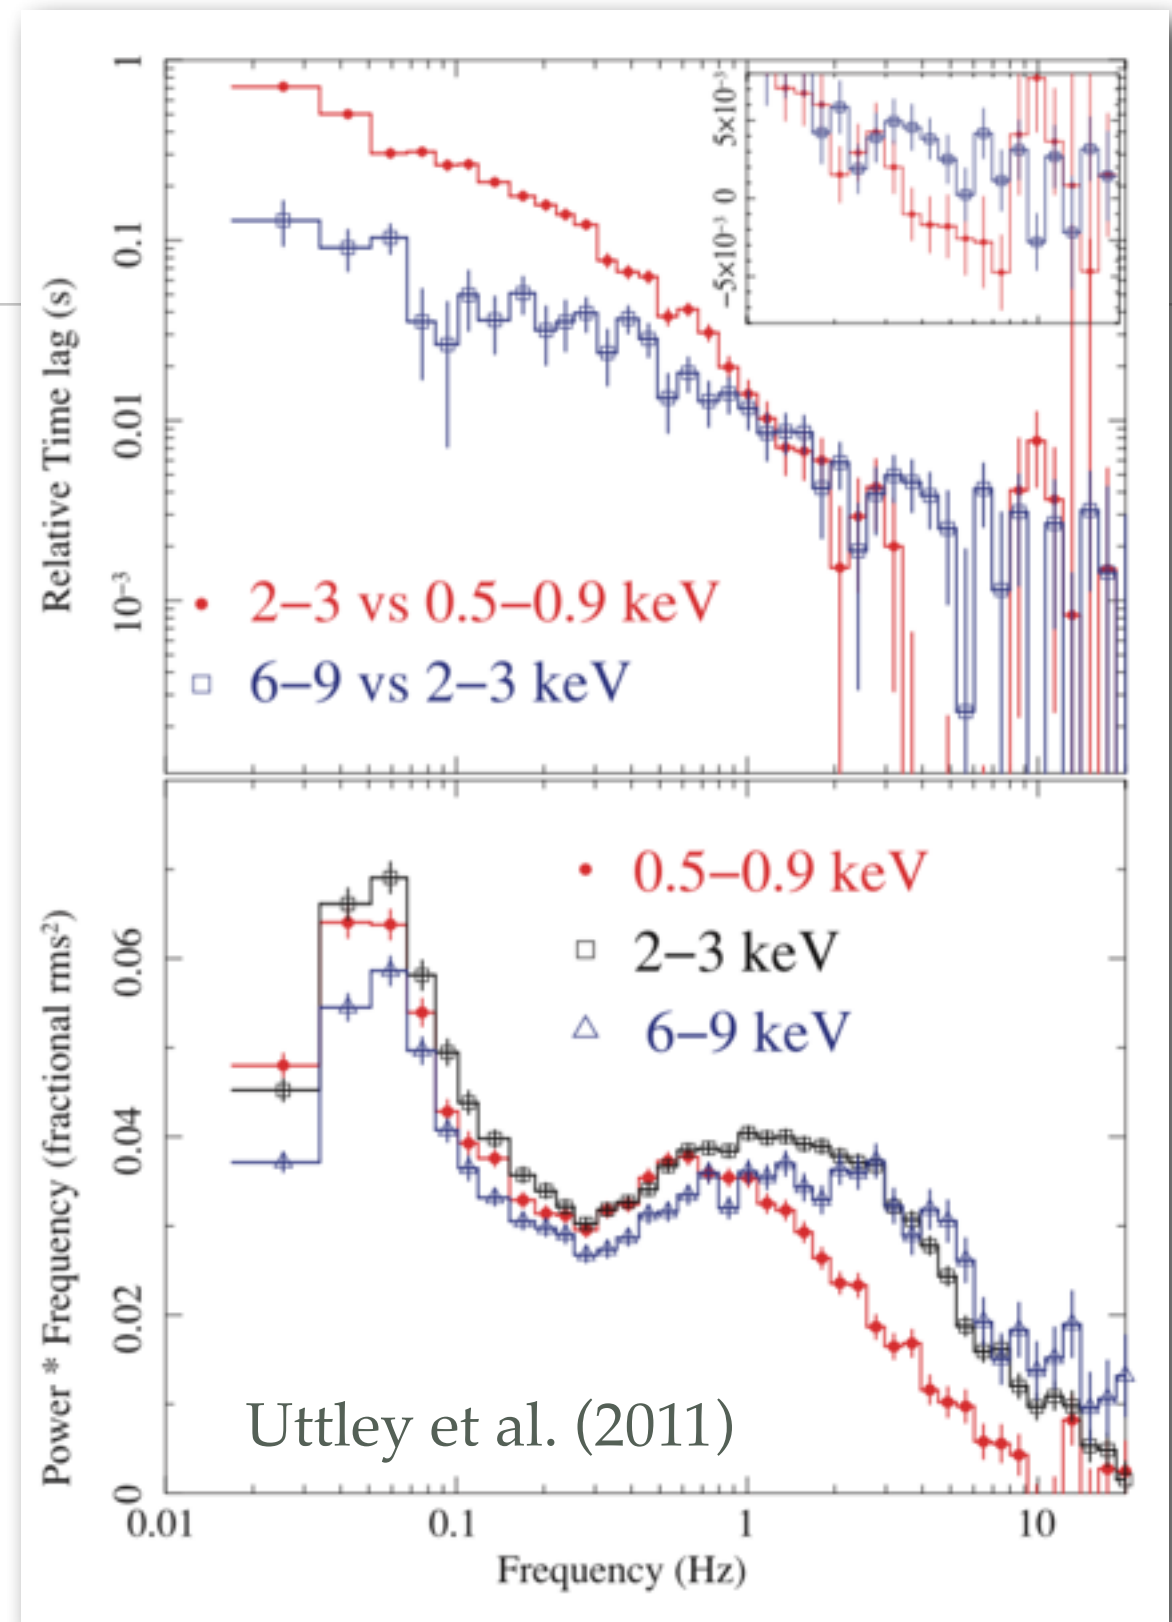 Relative Time lag (s)
1
0.1
0.01
10⁻³
5×10⁻³
0
−5×10⁻³
2−3 vs 0.5−0.9 keV
6−9 vs 2−3 keV
Power * Frequency (fractional rms²)
0.06
0.04
0.02
0
0.5−0.9 keV
2−3 keV
6−9 keV
Uttley et al. (2011)
0.01 0.1 1 10
Frequency (Hz)